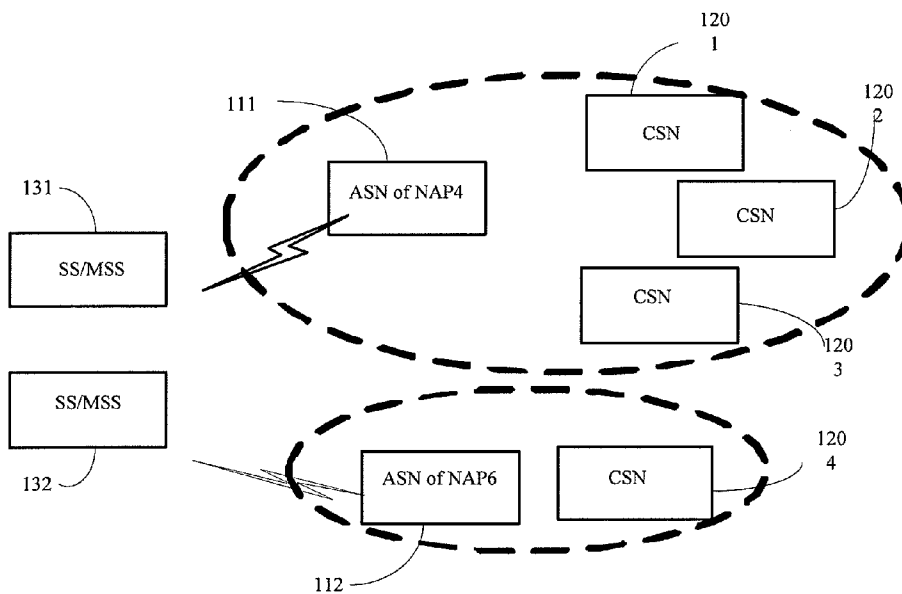 120
1
111
CSN
120
2
131
ASN of NAP4
CSN
SS/MSS
CSN
120
3
SS/MSS
120
4
132
ASN of NAP6
CSN
112